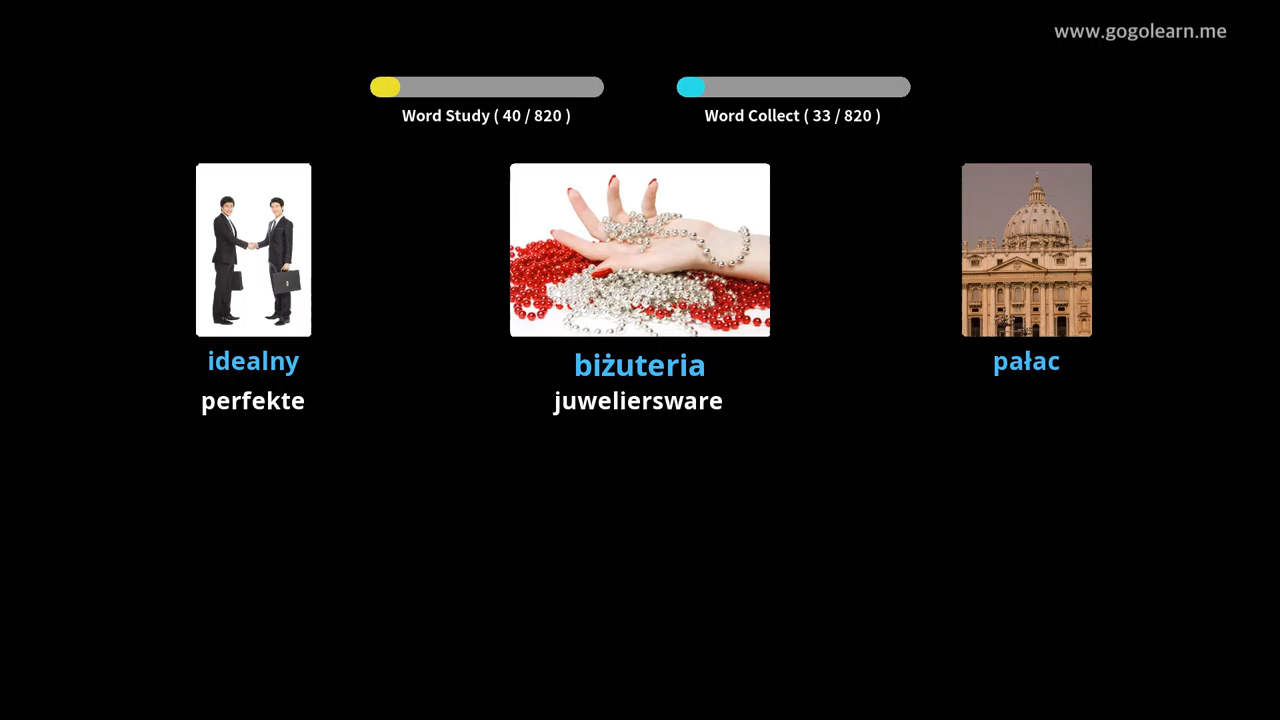 www.gogolearn.me
Word Study ( 40 / 820 )
Word Collect ( 33 / 820 )
idealny
biżuteria
pałac
perfekte
juweliersware